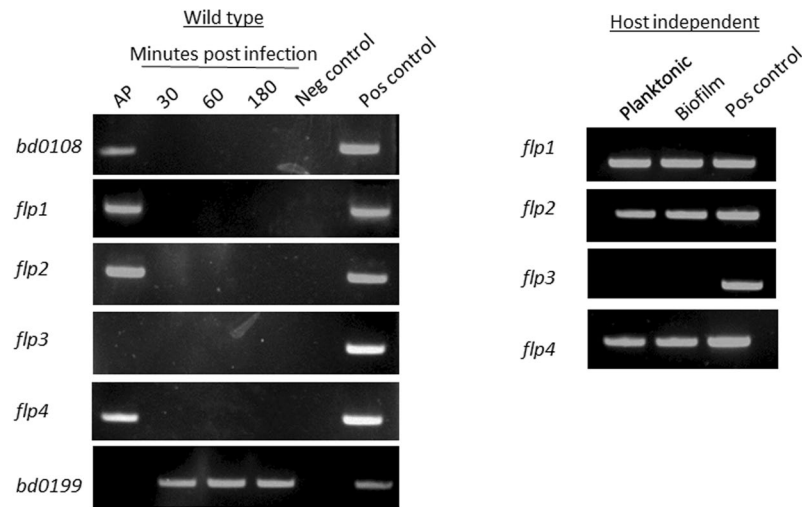 Wild type
Minutes post infection
AP 30 60 180 Neg control Pos control
bd0108
flp1
flp2
flp3
flp4
bd0199
Host independent
Planktonic Biofilm Pos control
flp1
flp2
flp3
flp4